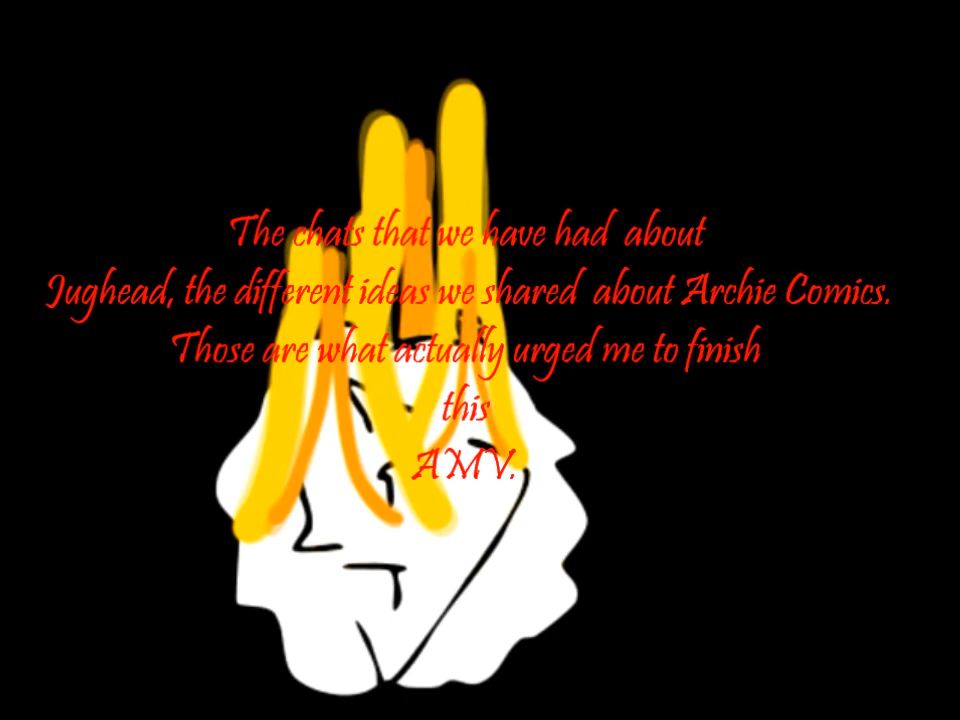 The chats that we have had about
Jughead, the different ideas we shared about Archie Comics.
Those are what actually urged me to finish
this
AMV.